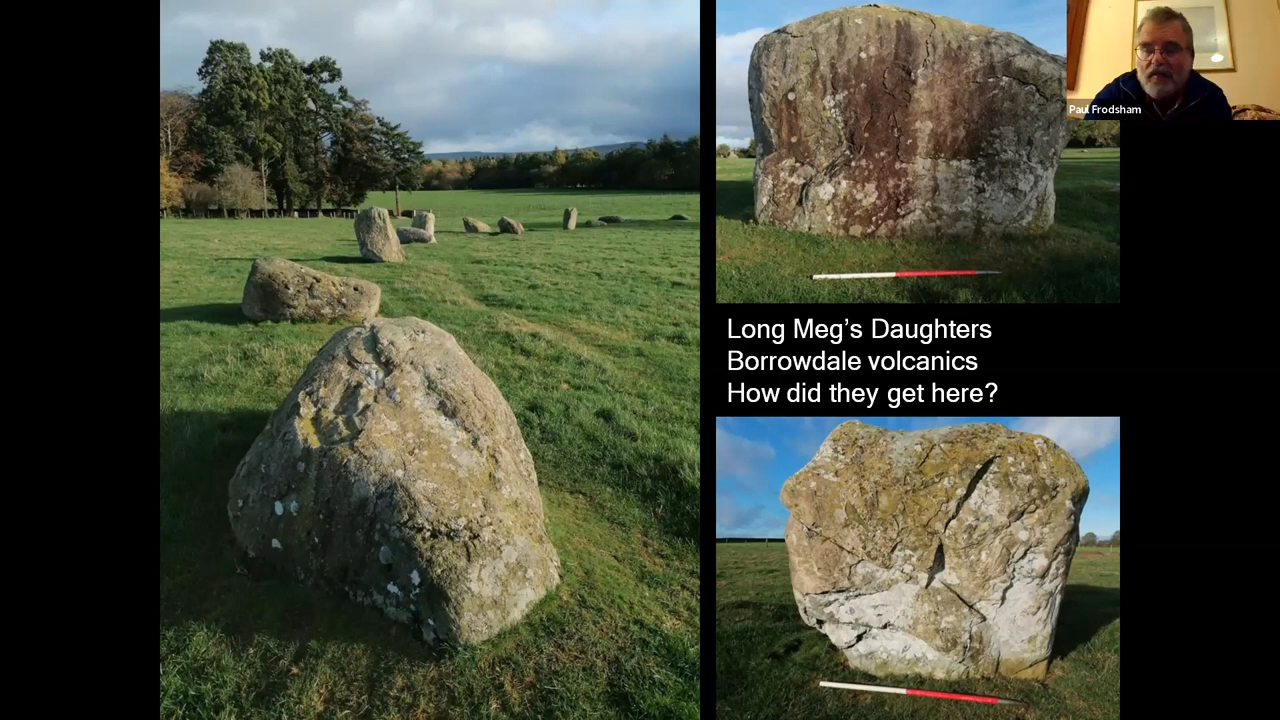 Paul Frodsham
Long Meg's Daughters
Borrowdale volcanics
How did they get here?